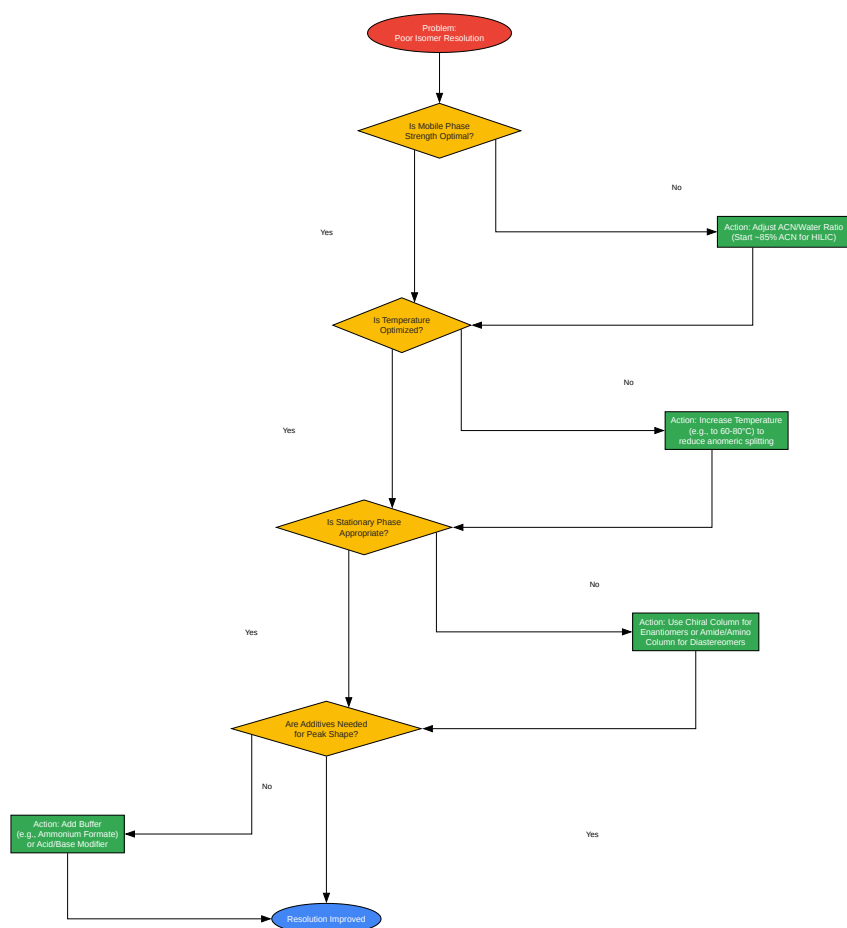 Problem:
Poor Isomer Resolution
Is Mobile Phase
Strength Optimal?
No
Yes
Action: Adjust ACN/Water Ratio
(Start ~85% ACN for HILIC)
Is Temperature
Optimized?
No
Yes
Action: Increase Temperature
(e.g., to 60-80°C) to
reduce anomeric splitting
Is Stationary Phase
Appropriate?
No
Yes
Action: Use Chiral Column for
Enantiomers or Amide/Amino
Column for Diastereomers
Are Additives Needed
for Peak Shape?
No
Yes
Action: Add Buffer
(e.g., Ammonium Formate)
or Acid/Base Modifier
Resolution Improved